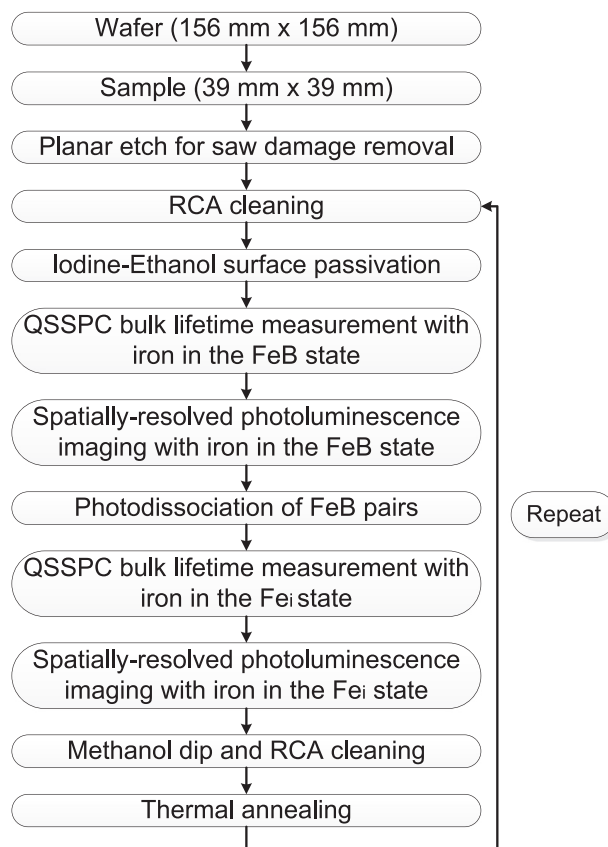 Wafer (156 mm x 156 mm)
Sample (39 mm x 39 mm)
Planar etch for saw damage removal
RCA cleaning
Iodine-Ethanol surface passivation
QSSPC bulk lifetime measurement with
iron in the FeB state
Spatially-resolved photoluminescence
imaging with iron in the FeB state
Photodissociation of FeB pairs
Repeat
QSSPC bulk lifetime measurement with
iron in the Fei state
Spatially-resolved photoluminescence
imaging with iron in the Fei state
Methanol dip and RCA cleaning
Thermal annealing